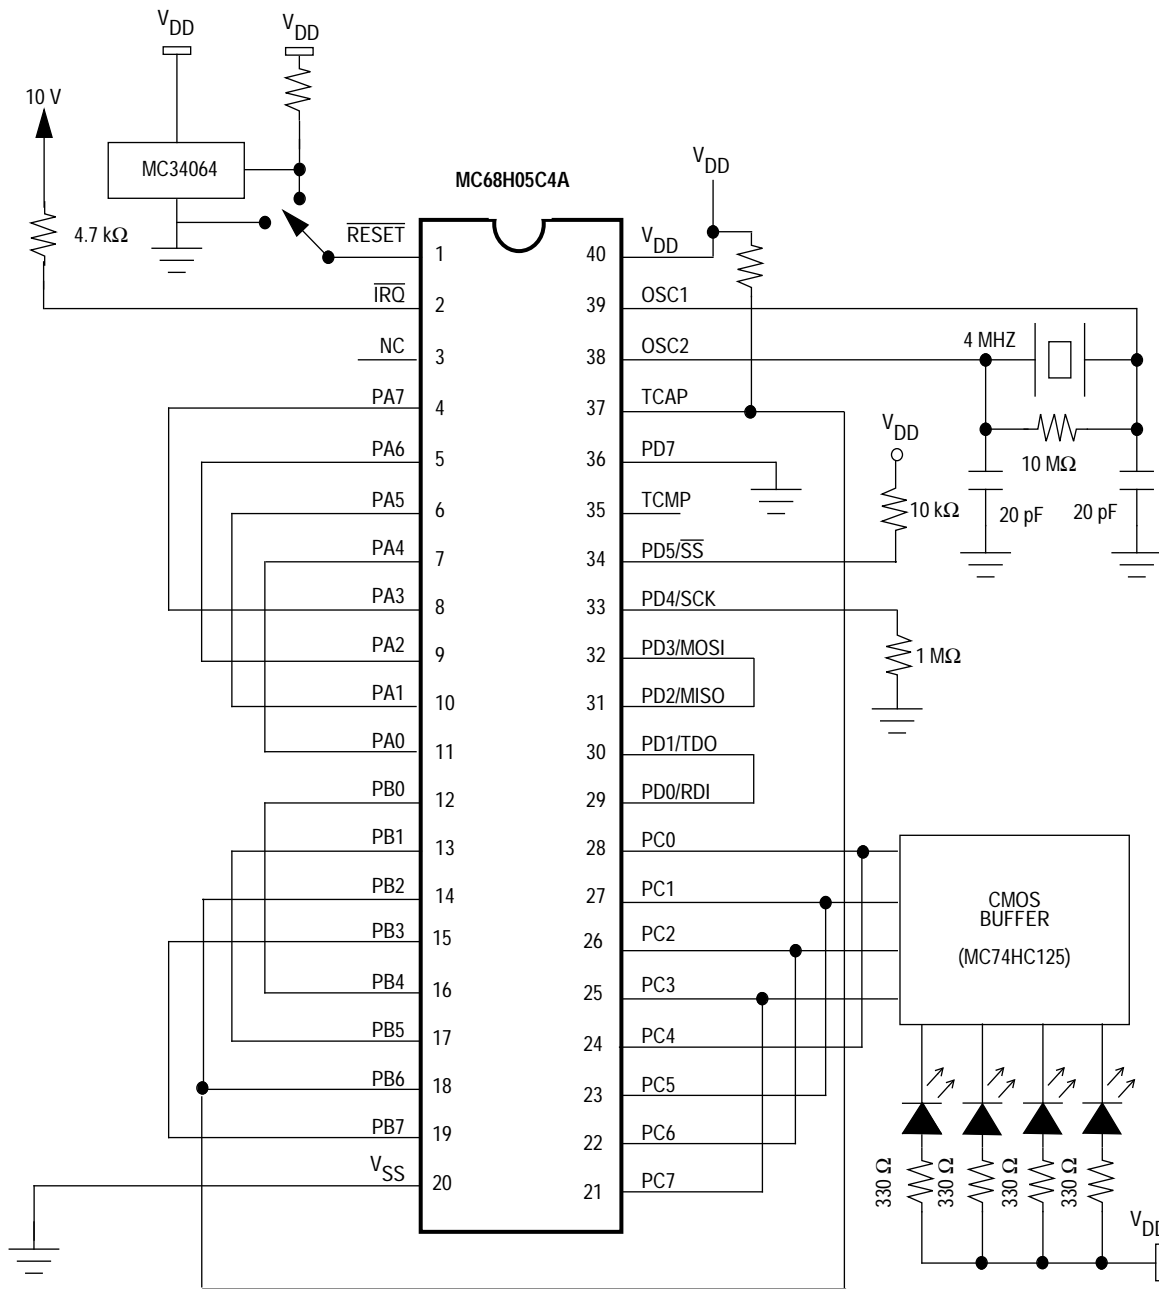 VDD
VDD
10 V
MC34064
4.7 kΩ
MC68H05C4A
VDD
RESET
1
40
VDD
IRQ
2
39
OSC1
NC
3
38
OSC2
4 MHZ
PA7
4
37
TCAP
VDD
PA6
5
36
PD7
10 MΩ
PA5
6
35
TCMP
10 kΩ
20 pF
20 pF
PA4
7
34
PD5/SS
PA3
8
33
PD4/SCK
PA2
9
32
PD3/MOSI
1 MΩ
PA1
10
31
PD2/MISO
PA0
11
30
PD1/TDO
PB0
12
29
PD0/RDI
PB1
13
28
PC0
PB2
14
27
PC1
CMOS
BUFFER
(MC74HC125)
PB3
15
26
PC2
PB4
16
25
PC3
PB5
17
24
PC4
PB6
18
23
PC5
PB7
19
22
PC6
VSS
20
21
PC7
330 Ω
330 Ω
330 Ω
330 Ω
VDD